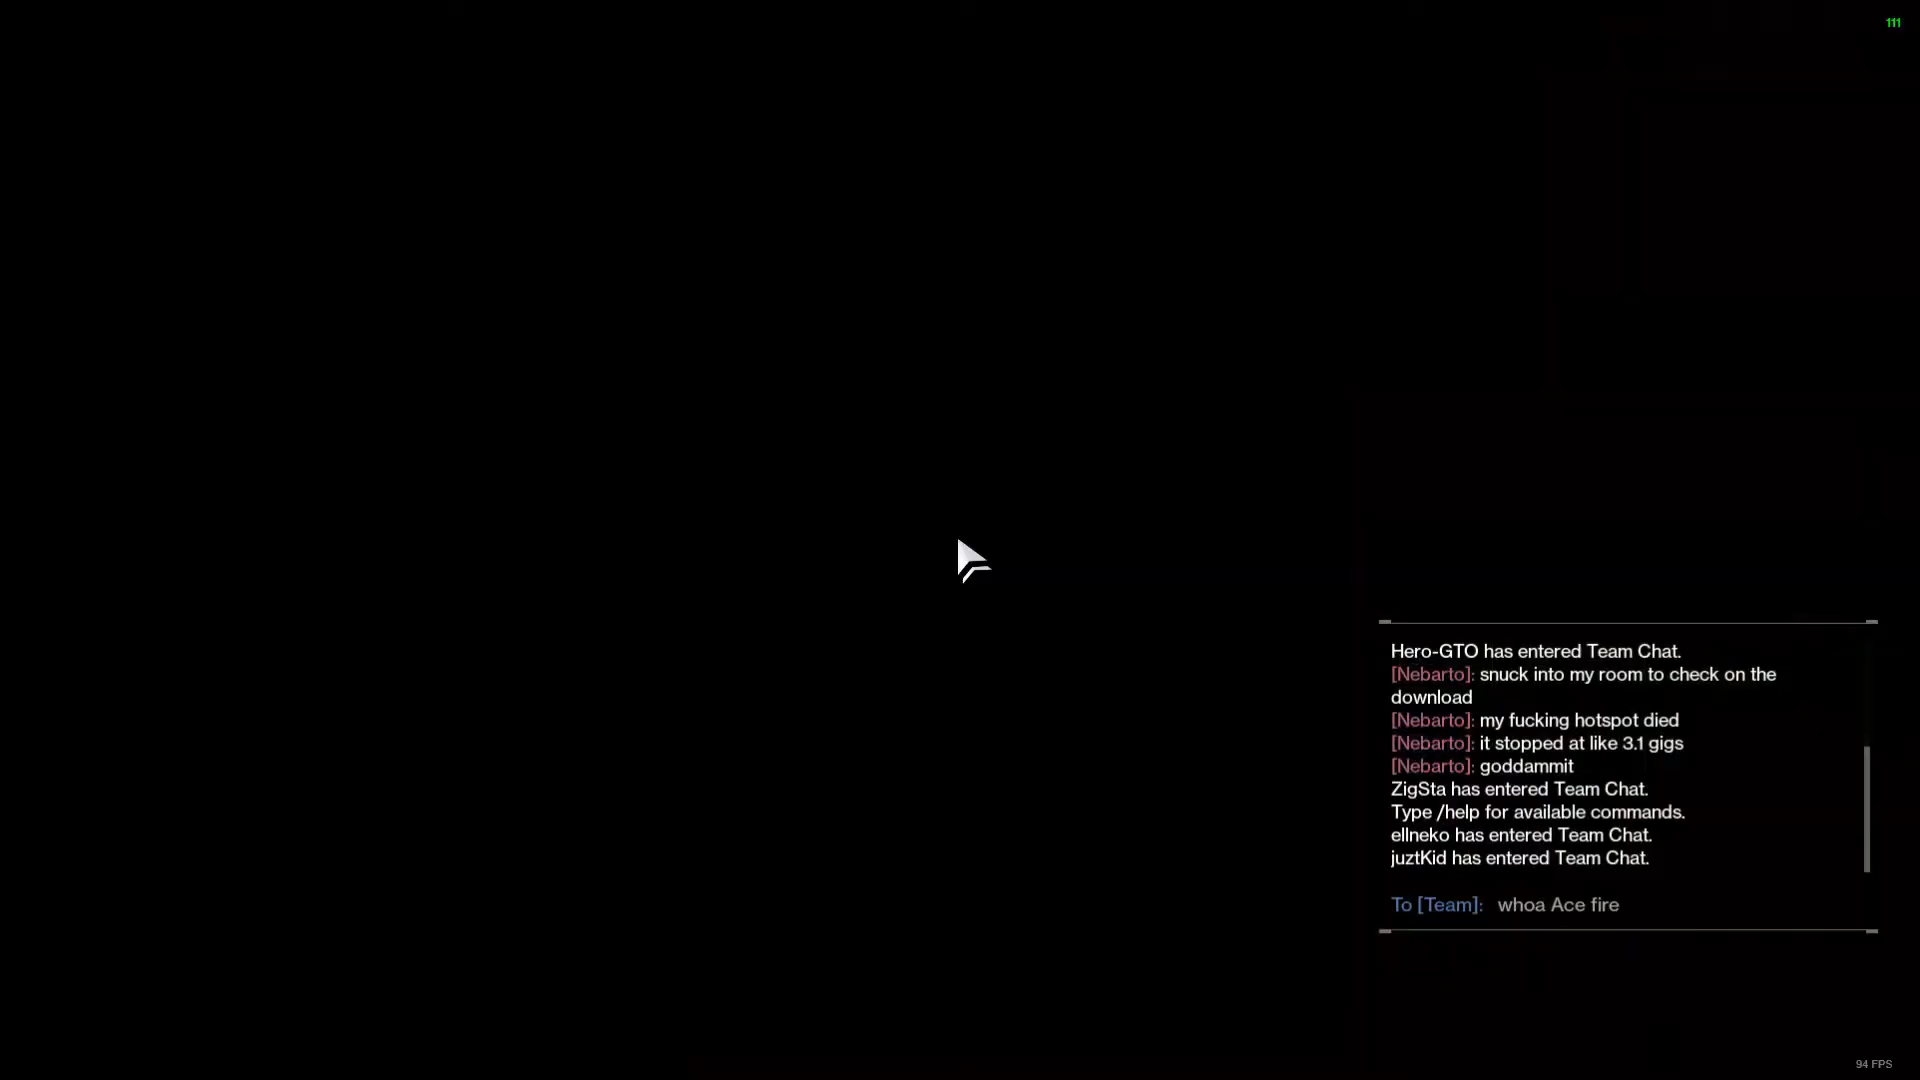 111
Hero-GTO has entered Team Chat.
[Nebarto]: snuck into my room to check on the
download
[Nebarto]: my fucking hotspot died
[Nebarto]: it stopped at like 3.1 gigs
[Nebarto]: goddammit
ZigSta has entered Team Chat.
Type /help for available commands.
ellneko has entered Team Chat.
juztKid has entered Team Chat.
To [Team]: whoa Ace fire
94 FPS